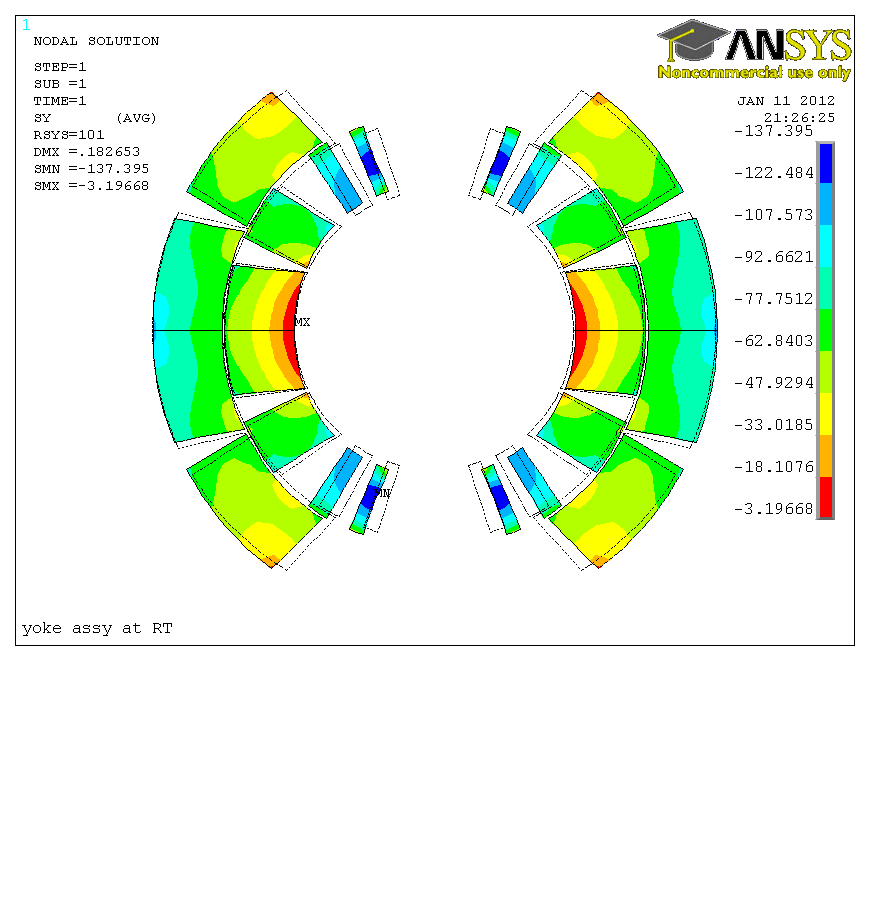 1
NODAL SOLUTION
STEP=1
SUB =1
TIME=1
SY (AVG)
RSYS=101
DMX =.182653
SMN =-137.395
SMX =-3.19668
ANSYS
Noncommercial use only
JAN 11 2012
21:26:25
-137.395
-122.484
-107.573
-92.6621
-77.7512
-62.8403
-47.9294
-33.0185
-18.1076
-3.19668
MX
MN
yoke assy at RT